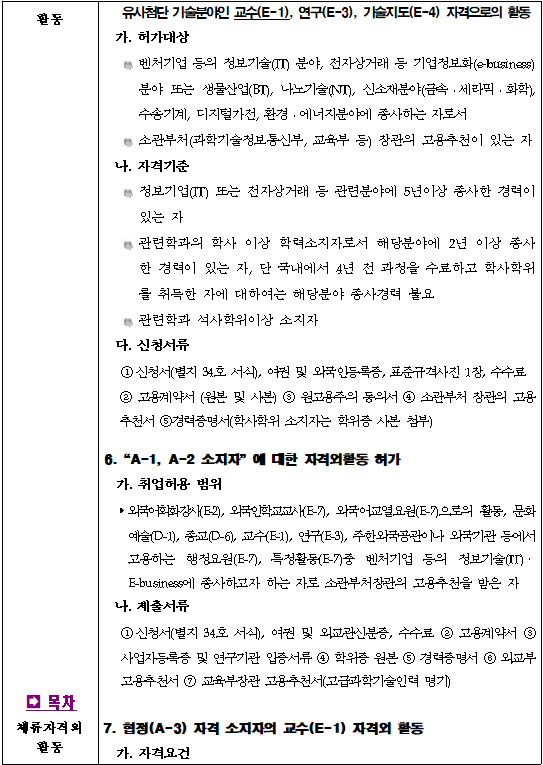 활동
유사첨단 기술분야인 교수(E-1), 연구(E-3), 기술지도(E-4) 자격으로의 활동
가. 허가대상
벤처기업 등의 정보기술(IT) 분야, 전자상거래 등 기업정보화(e-business)
분야 또는 생물산업(BT), 나노기술(NT), 신소재분야(금속·세라믹·화학),
수송기계, 디지털가전, 환경·에너지분야에 종사하는 자로서
소관부처(과학기술정보통신부, 교육부 등) 장관의 고용추천이 있는 자
나. 자격기준
정보기업(IT) 또는 전자상거래 등 관련분야에 5년이상 종사한 경력이
있는 자
관련학과의 학사 이상 학력소지자로서 해당분야에 2년 이상 종사
한 경력이 있는 자, 단 국내에서 4년 전 과정을 수료하고 학사학위
를 취득한 자에 대하여는 해당분야 종사경력 불요
관련학과 석사학위이상 소지자
다. 신청서류
①신청서(별지 34호 서식), 여권 및 외국인등록증, 표준규격사진 1장, 수수료
② 고용계약서 (원본 및 사본) ③ 원고용주의 동의서 ④ 소관부처 장관의 고용
추천서 ⑤경력증명서(학사학위 소지자는 학위증 사본 첨부)
6. “A-1, A-2 소지자” 에 대한 자격외활동 허가
가. 취업허용 범위
▸외국어회화강사(E-2), 외국인학교교사(E-7), 외국어교열요원(E-7)으로의 활동, 문화
예술(D-1), 종교(D-6), 교수(E-1), 연구(E-3), 주한외국공관이나 외국기관 등에서
고용하는 행정요원(E-7), 특정활동(E-7)중 벤처기업 등의 정보기술(IT)·
E-business에 종사하고자 하는 자로 소관부처장관의 고용추천을 받은 자
나. 제출서류
①신청서(별지 34호 서식), 여권 및 외교관신분증, 수수료 ② 고용계약서 ③
사업자등록증 및 연구기관 입증서류 ④ 학위증 원본 ⑤ 경력증명서 ⑥ 외교부
고용추천서 ⑦ 교육부장관 고용추천서(고급과학기술인력 명기)
목차
체류자격외
활동
7. 협정(A-3) 자격 소지자의 교수(E-1) 자격외 활동
가. 자격요건